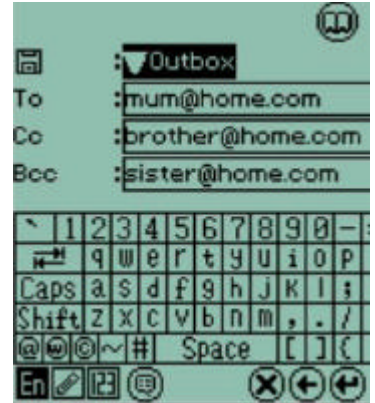 :▼Outbox
To :mum@home.com
Cc :brother@home.com
Bcc :sister@home.com
` 1 2 3 4 5 6 7 8 9 0 -
q w e r t y u i o p
Caps a s d f g h j k l ;
Shift z x c v b n m , . /
@ © ~ # Space [ ] {
En 123